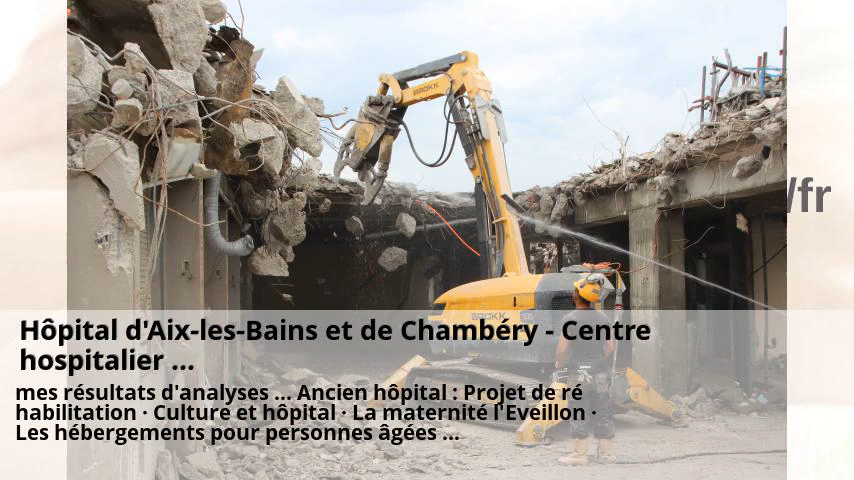 BROKK
/fr
BROKK
Hôpital d'Aix-les-Bains et de Chambéry - Centre
hospitalier ...
mes résultats d'analyses ... Ancien hôpital : Projet de ré
habilitation · Culture et hôpital · La maternité l'Eveillon ·
Les hébergements pour personnes âgées ...